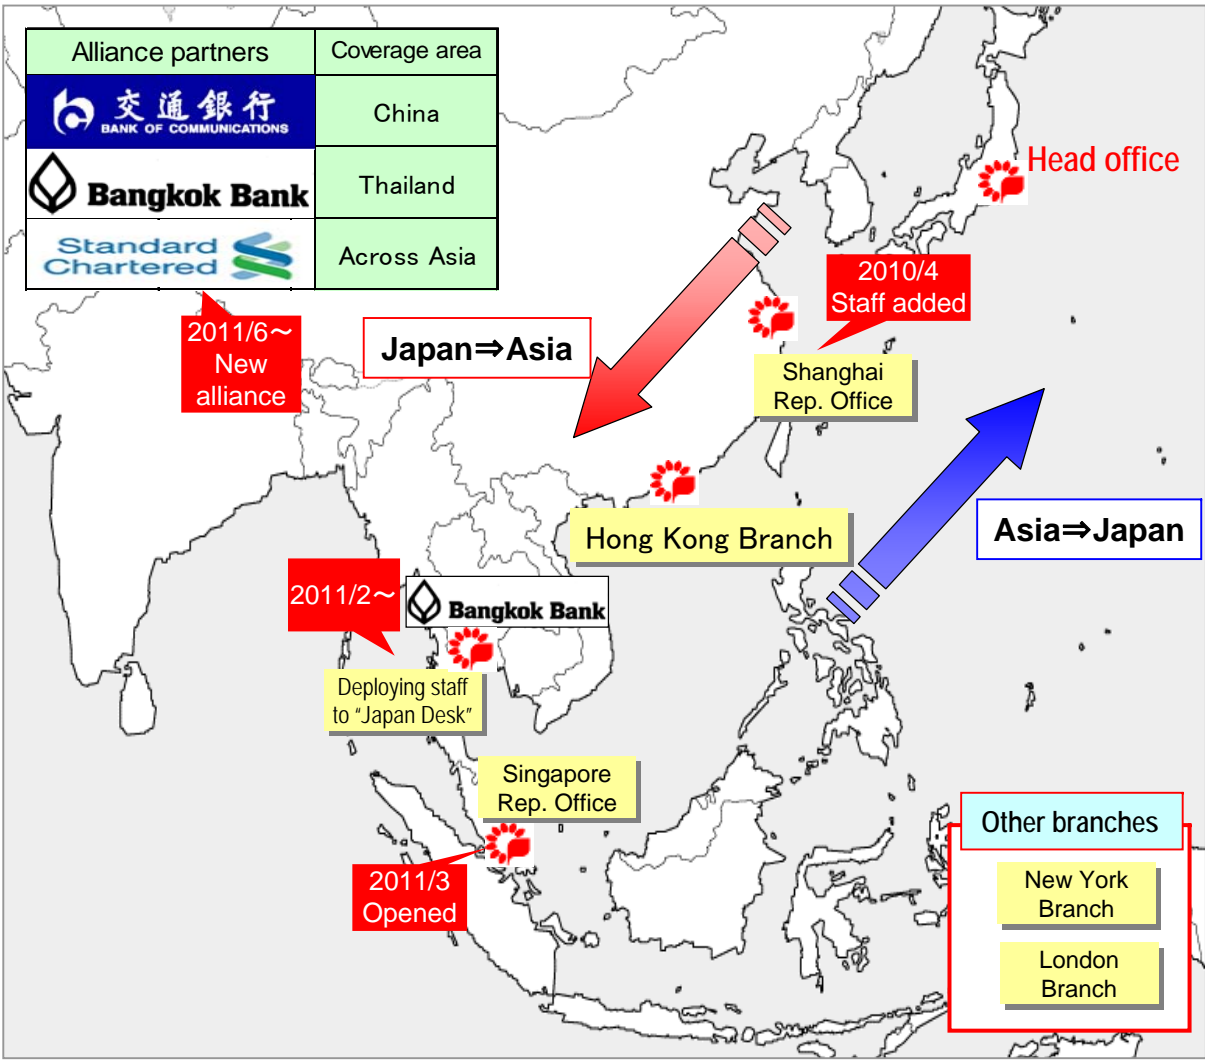 Alliance partners
Coverage area
交通銀行
BANK OF COMMUNICATIONS
China
Bangkok Bank
Thailand
Standard
Chartered
Across Asia
2011/6～
New
alliance
Japan⇒Asia
Head office
2010/4
Staff added
Shanghai
Rep. Office
Hong Kong Branch
Asia⇒Japan
2011/2～
Bangkok Bank
Deploying staff
to “Japan Desk”
Singapore
Rep. Office
2011/3
Opened
Other branches
New York
Branch
London
Branch